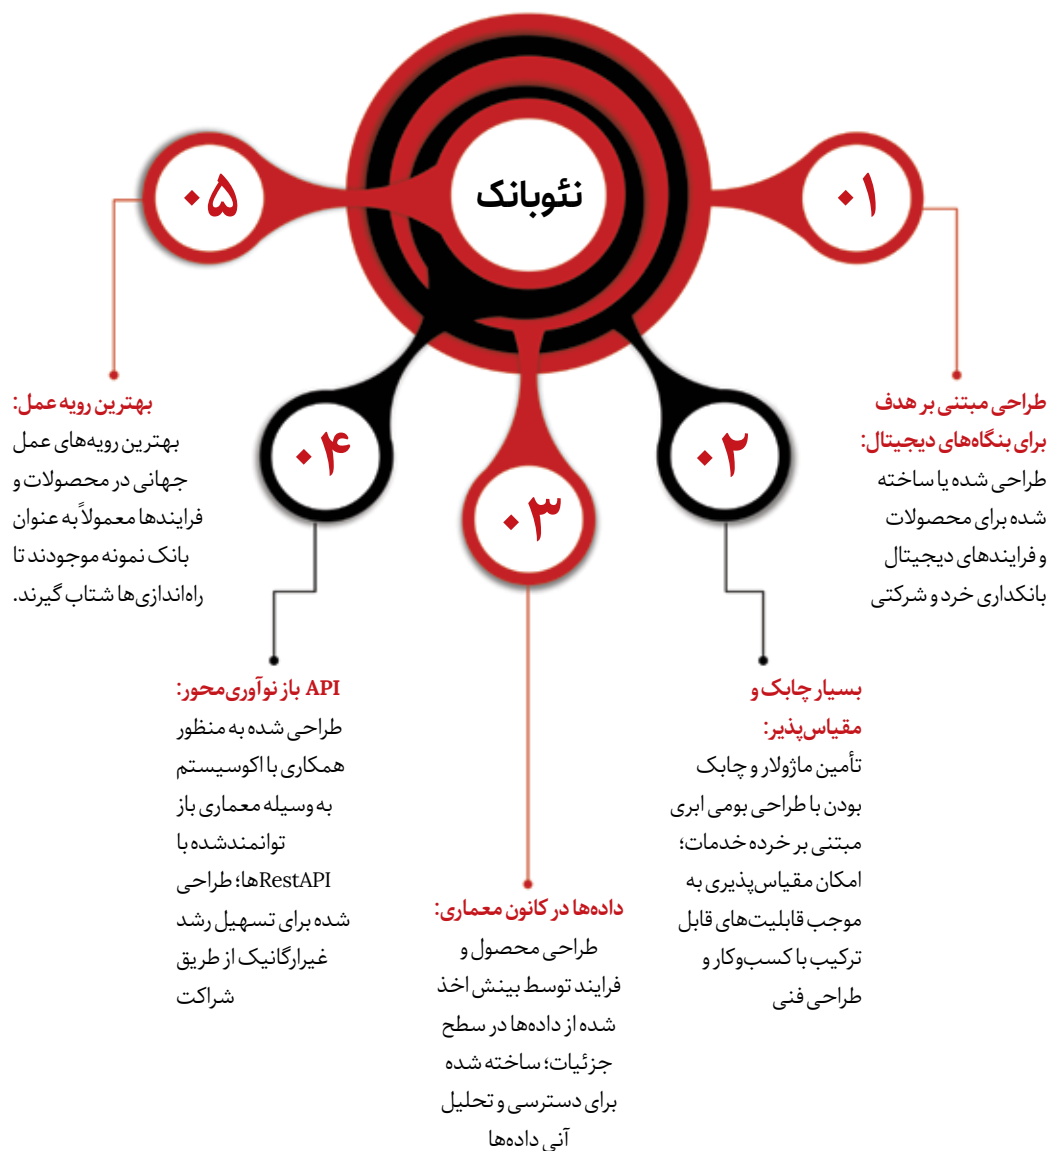 نئوبانک
۰۱
طراحی مبتنی بر هدف
برای بنگاه‌های دیجیتال:
طراحی شده یا ساخته
شده برای محصولات
و فرایندهای دیجیتال
بانکداری خرد و شرکتی
۰۲
بسیار چابک و
مقیاس‌پذیر:
تأمین ماژولار و چابک
بودن با طراحی بومی ابری
مبتنی بر خرده خدمات؛
امکان مقیاس‌پذیری به
موجب قابلیت‌های قابل
ترکیب با کسب‌وکار و
طراحی فنی
۰۳
داده‌ها در کانون معماری:
طراحی محصول و
فرایند توسط بینش اخذ
شده از داده‌ها در سطح
جزئیات؛ ساخته شده
برای دسترسی و تحلیل
آنی داده‌ها
۰۴
API باز نوآوری‌محور:
طراحی شده به منظور
همکاری با اکوسیستم
به وسیله معماری باز
توانمندشده با
RestAPIها؛ طراحی
شده برای تسهیل رشد
غیرارگانیک از طریق
شراکت
۰۵
بهترین رویه عمل:
بهترین رویه‌های عمل
جهانی در محصولات و
فرایندها معمولاً به عنوان
بانک نمونه موجودند تا
راه‌اندازی‌ها شتاب گیرند.